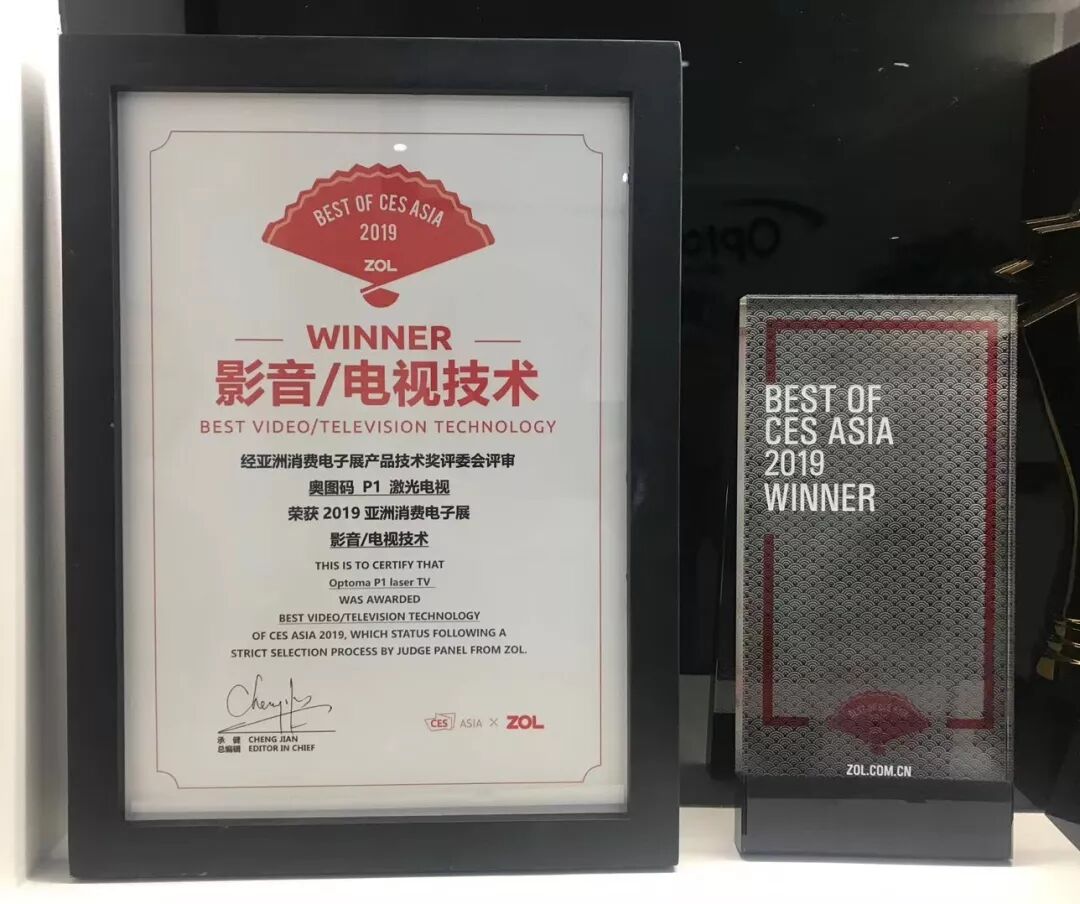 BEST OF CES ASIA
2019
ZOL
WINNER
影音/电视技术
BEST VIDEO/TELEVISION TECHNOLOGY
经亚洲消费电子展产品技术奖评委会评审
奥图码 P1 激光电视
荣获 2019 亚洲消费电子展
影音/电视技术
THIS IS TO CERTIFY THAT
Optoma P1 laser TV
WAS AWARDED
BEST VIDEO/TELEVISION TECHNOLOGY
OF CES ASIA 2019, WHICH STATUS FOLLOWING A
STRICT SELECTION PROCESS BY JUDGE PANEL FROM ZOL.
承健 CHENG JIAN
总编辑 EDITOR IN CHIEF
CES ASIA × ZOL
BEST OF
CES ASIA
2019
WINNER
BEST OF CES ASIA
ZOL.COM.CN